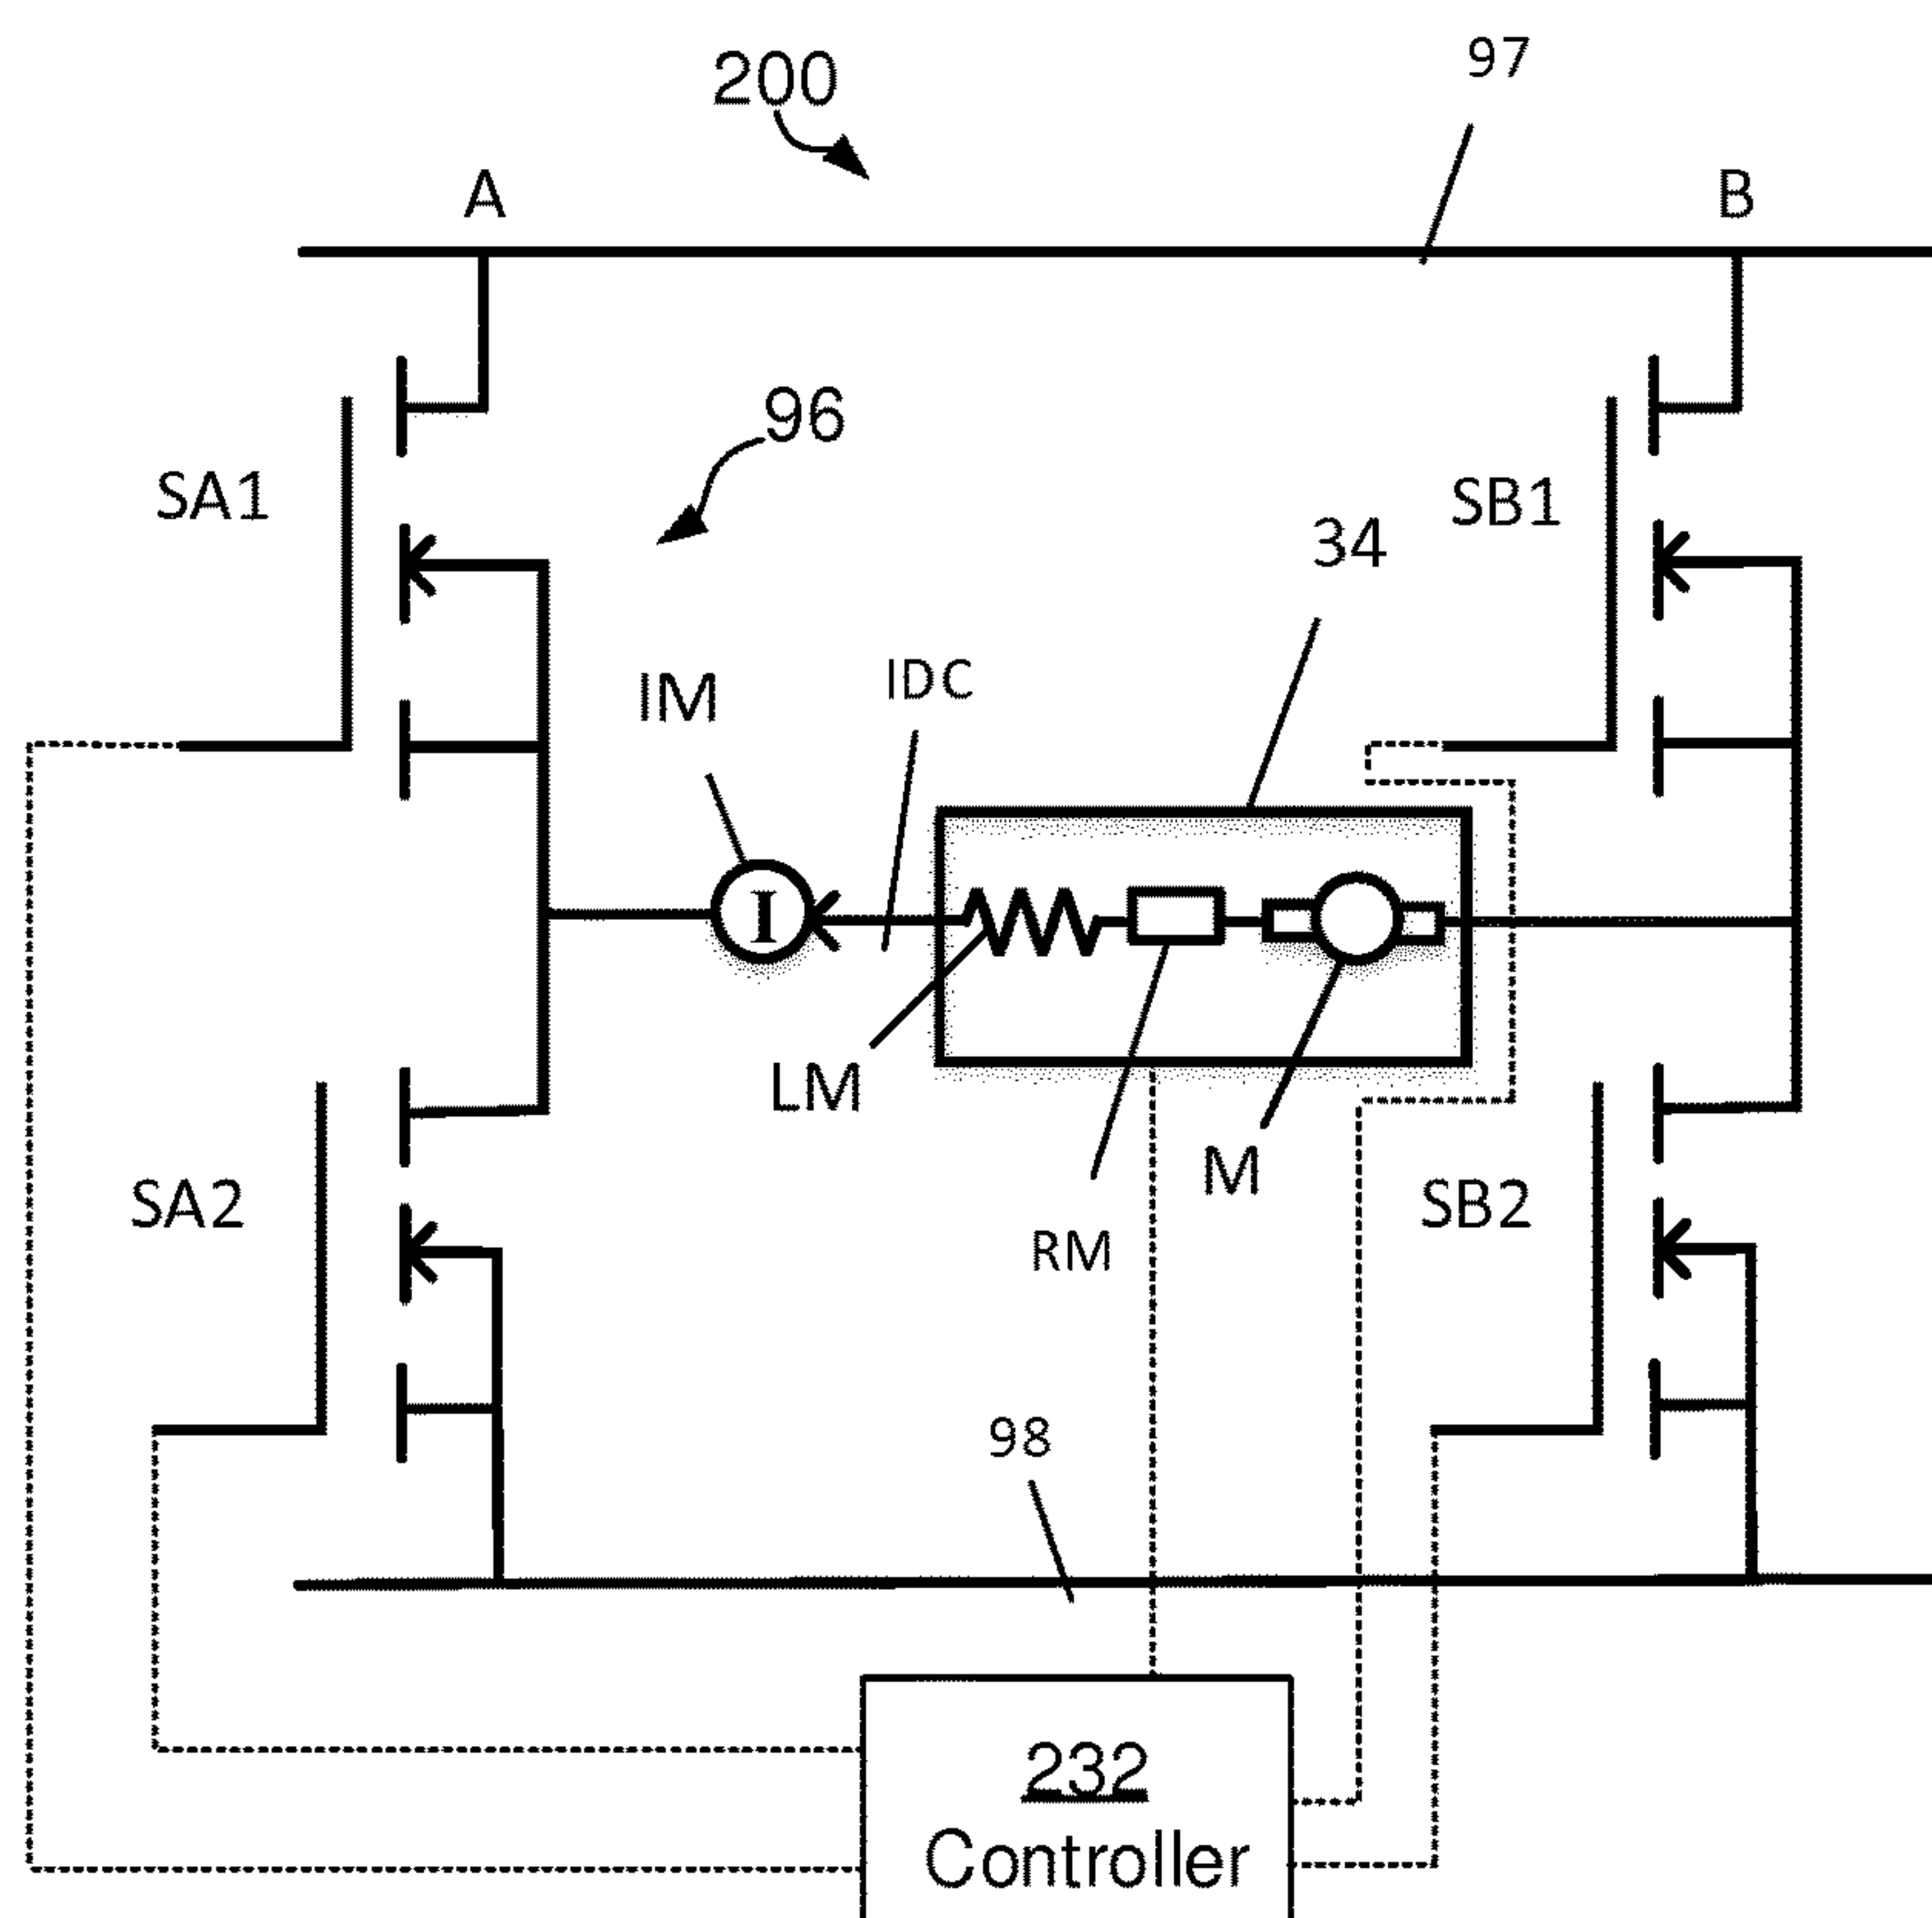 200
97
A
B
96
SA1
SB1
34
IM
IDC
I
LM
M
SA2
SB2
RM
98
232
Controller